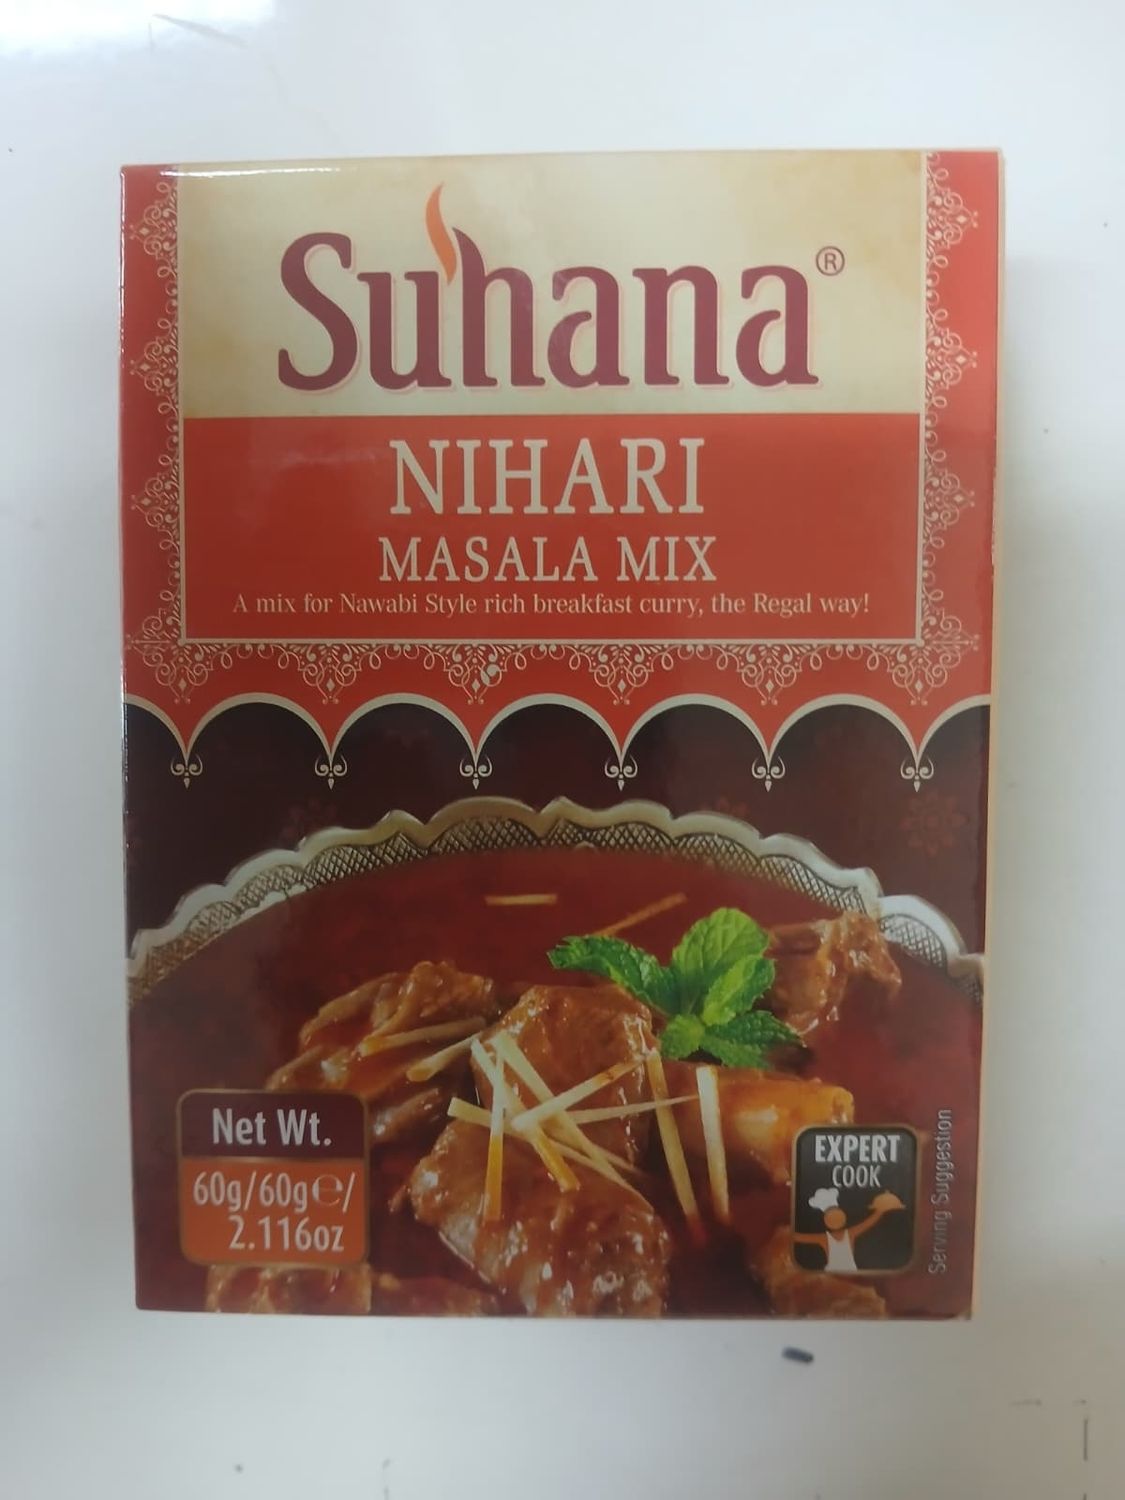 Suhana®
NIHARI
MASALA MIX
A mix for Nawabi Style rich breakfast curry, the Regal way!
Net Wt.
60g/60g℮/
2.116oz
EXPERT
COOK
Serving Suggestion